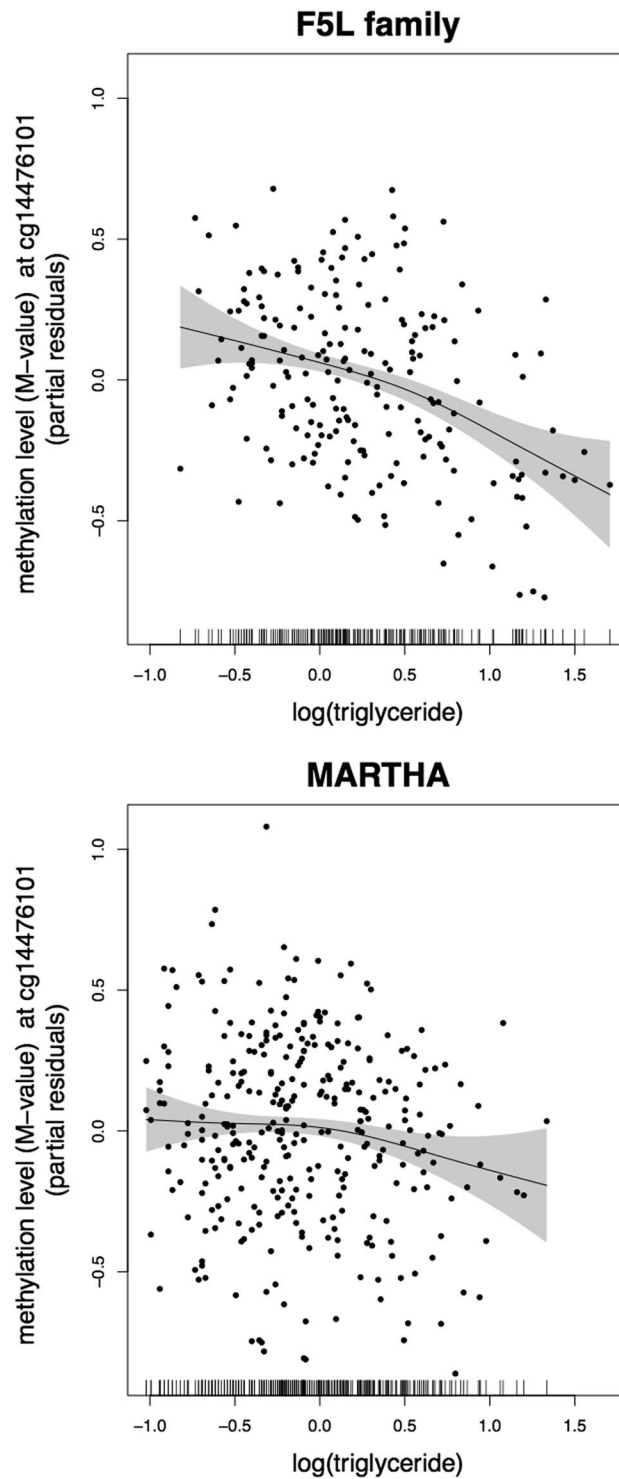 F5L family
methylation level (M−value)  at cg14476101
(partial residuals)
1.0
0.5
0.0
−0.5
−1.0
−0.5
0.0
0.5
1.0
1.5
log(triglyceride)
MARTHA
methylation level (M−value)  at cg14476101
(partial residuals)
1.0
0.5
0.0
−0.5
−1.0
−0.5
0.0
0.5
1.0
1.5
log(triglyceride)